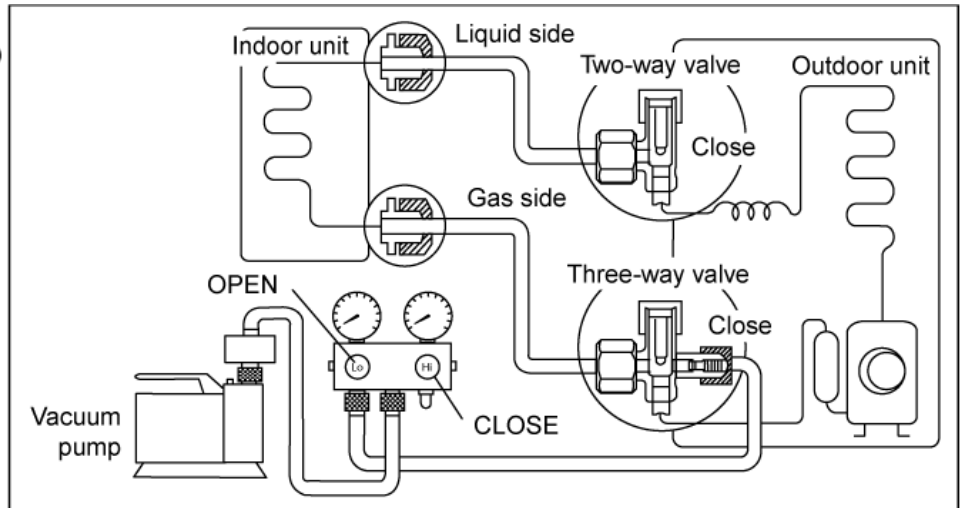 Indoor unit
Liquid side
Two-way valve
Outdoor unit
Close
Gas side
Three-way valve
OPEN
Close
Lo
Hi
CLOSE
Vacuum
pump